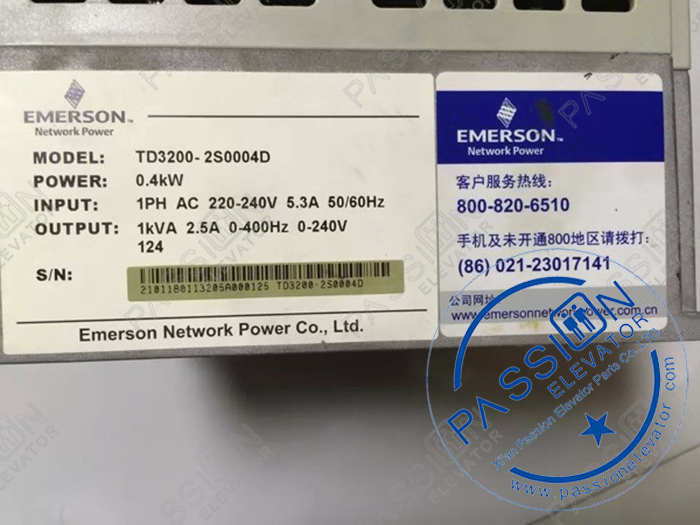 EMERSON™
Network Power
MODEL: TD3200-2S0004D
POWER: 0.4kW
INPUT: 1PH AC 220-240V 5.3A 50/60Hz
OUTPUT: 1kVA 2.5A 0-400Hz 0-240V
124
S/N:
2101180113205A000125 TD3200-2S0004D
Emerson Network Power Co., Ltd.
EMERSON™
Network Power
客户服务热线:
800-820-6510
手机及未开通800地区请拨打:
(86) 021-23017141
公司网址
www.emersonnetworkpower.com.cn
PASSION
ELEVATOR
Xi'an Passion Elevator Parts Co.,Ltd
www.passionelevator.com